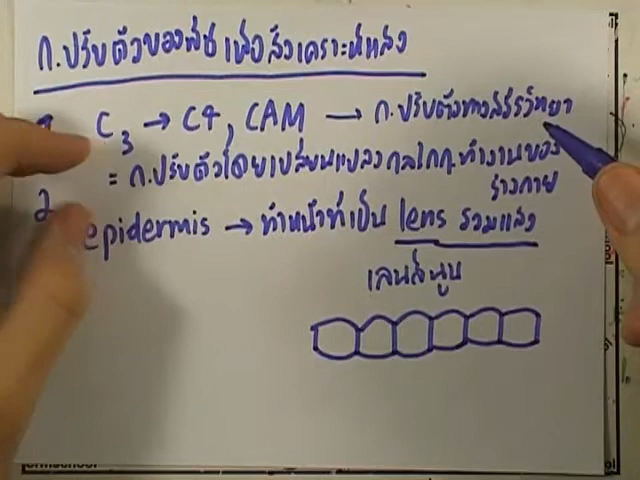 ก.ปรับตัวของพืชเพื่อสังเคราะห์แสง
C3 → C4, CAM → ก.ปรับตัวทางสรีรวิทยา
= ก.ปรับตัวโดยเปลี่ยนแปลงกลไกก.ทำงานของ
ร่างกาย
2 epidermis → ทำหน้าที่เป็น lens รวมแสง
เลนส์นูน